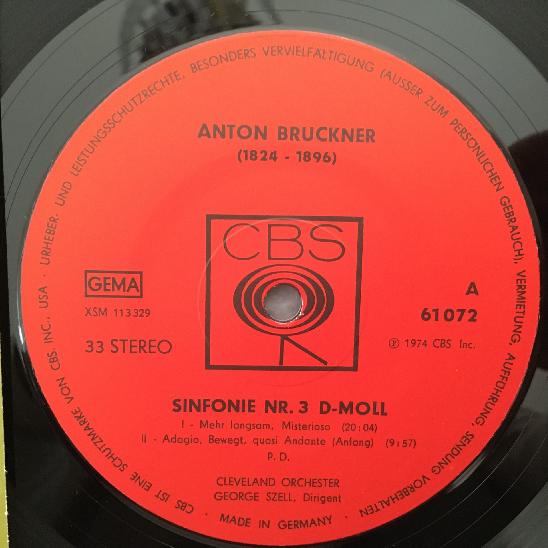 URHEBER- UND LEISTUNGSSCHUTZRECHTE, BESONDERS VERVIELFÄLTIGUNG (AUSSER ZUM PERSÖNLICHEN GEBRAUCH), VERMIETUNG, AUFFÜHRUNG, SENDUNG VORBEHALTEN
ANTON BRUCKNER
(1824 - 1896)
CBS
GEMA
XSM 113329
33 STEREO
A
61072
℗ 1974 CBS Inc.
SINFONIE NR. 3 D-MOLL
I - Mehr langsam, Misterioso (20:04)
II - Adagio, Bewegt, quasi Andante (Anfang) (9:57)
P. D.
CLEVELAND ORCHESTER
GEORGE SZELL, Dirigent
· MADE IN GERMANY ·
CBS IST EINE SCHUTZMARKE VON CBS, INC., USA ·